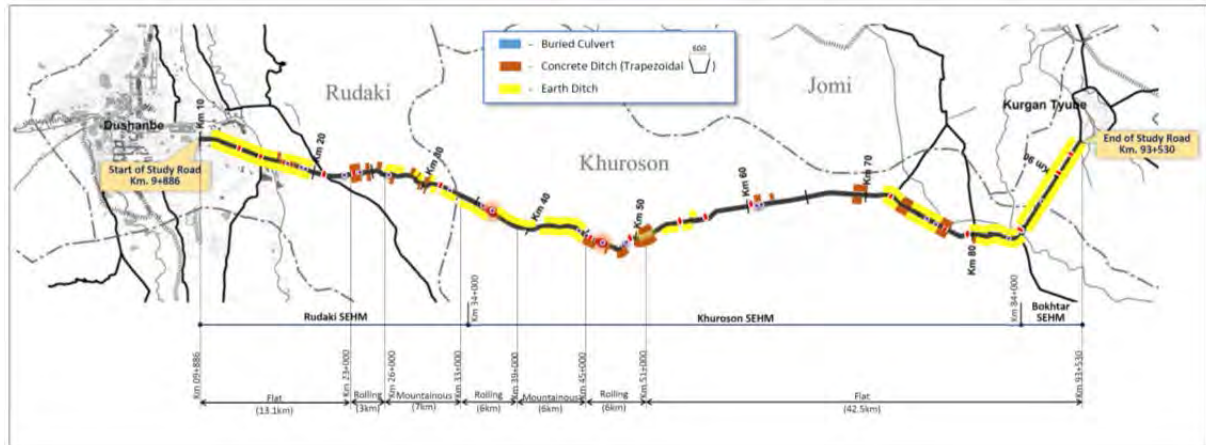 – Buried Culvert
– Concrete Ditch (Trapezoidal 600 )
– Earth Ditch
Rudaki
Khuroson
Jomi
Dushanbe
Kurgan Tyube
Start of Study Road
Km. 9+886
End of Study Road
Km. 93+530
Km 10
Km 20
Km 30
Km 40
Km 50
Km 60
Km 70
Km 80
Km 90
Rudaki SEHM
Km 34+000
Khuroson SEHM
Km 84+000
Bokhtar
SEHM
Km 09+886
Km 23+000
Km 26+000
Km 33+000
Km 39+000
Km 45+000
Km 51+000
Km 93+530
Flat
(13.1km)
Rolling
(3km)
Mountainous
(7km)
Rolling
(6km)
Mountainous
(6km)
Rolling
(6km)
Flat
(42.5km)